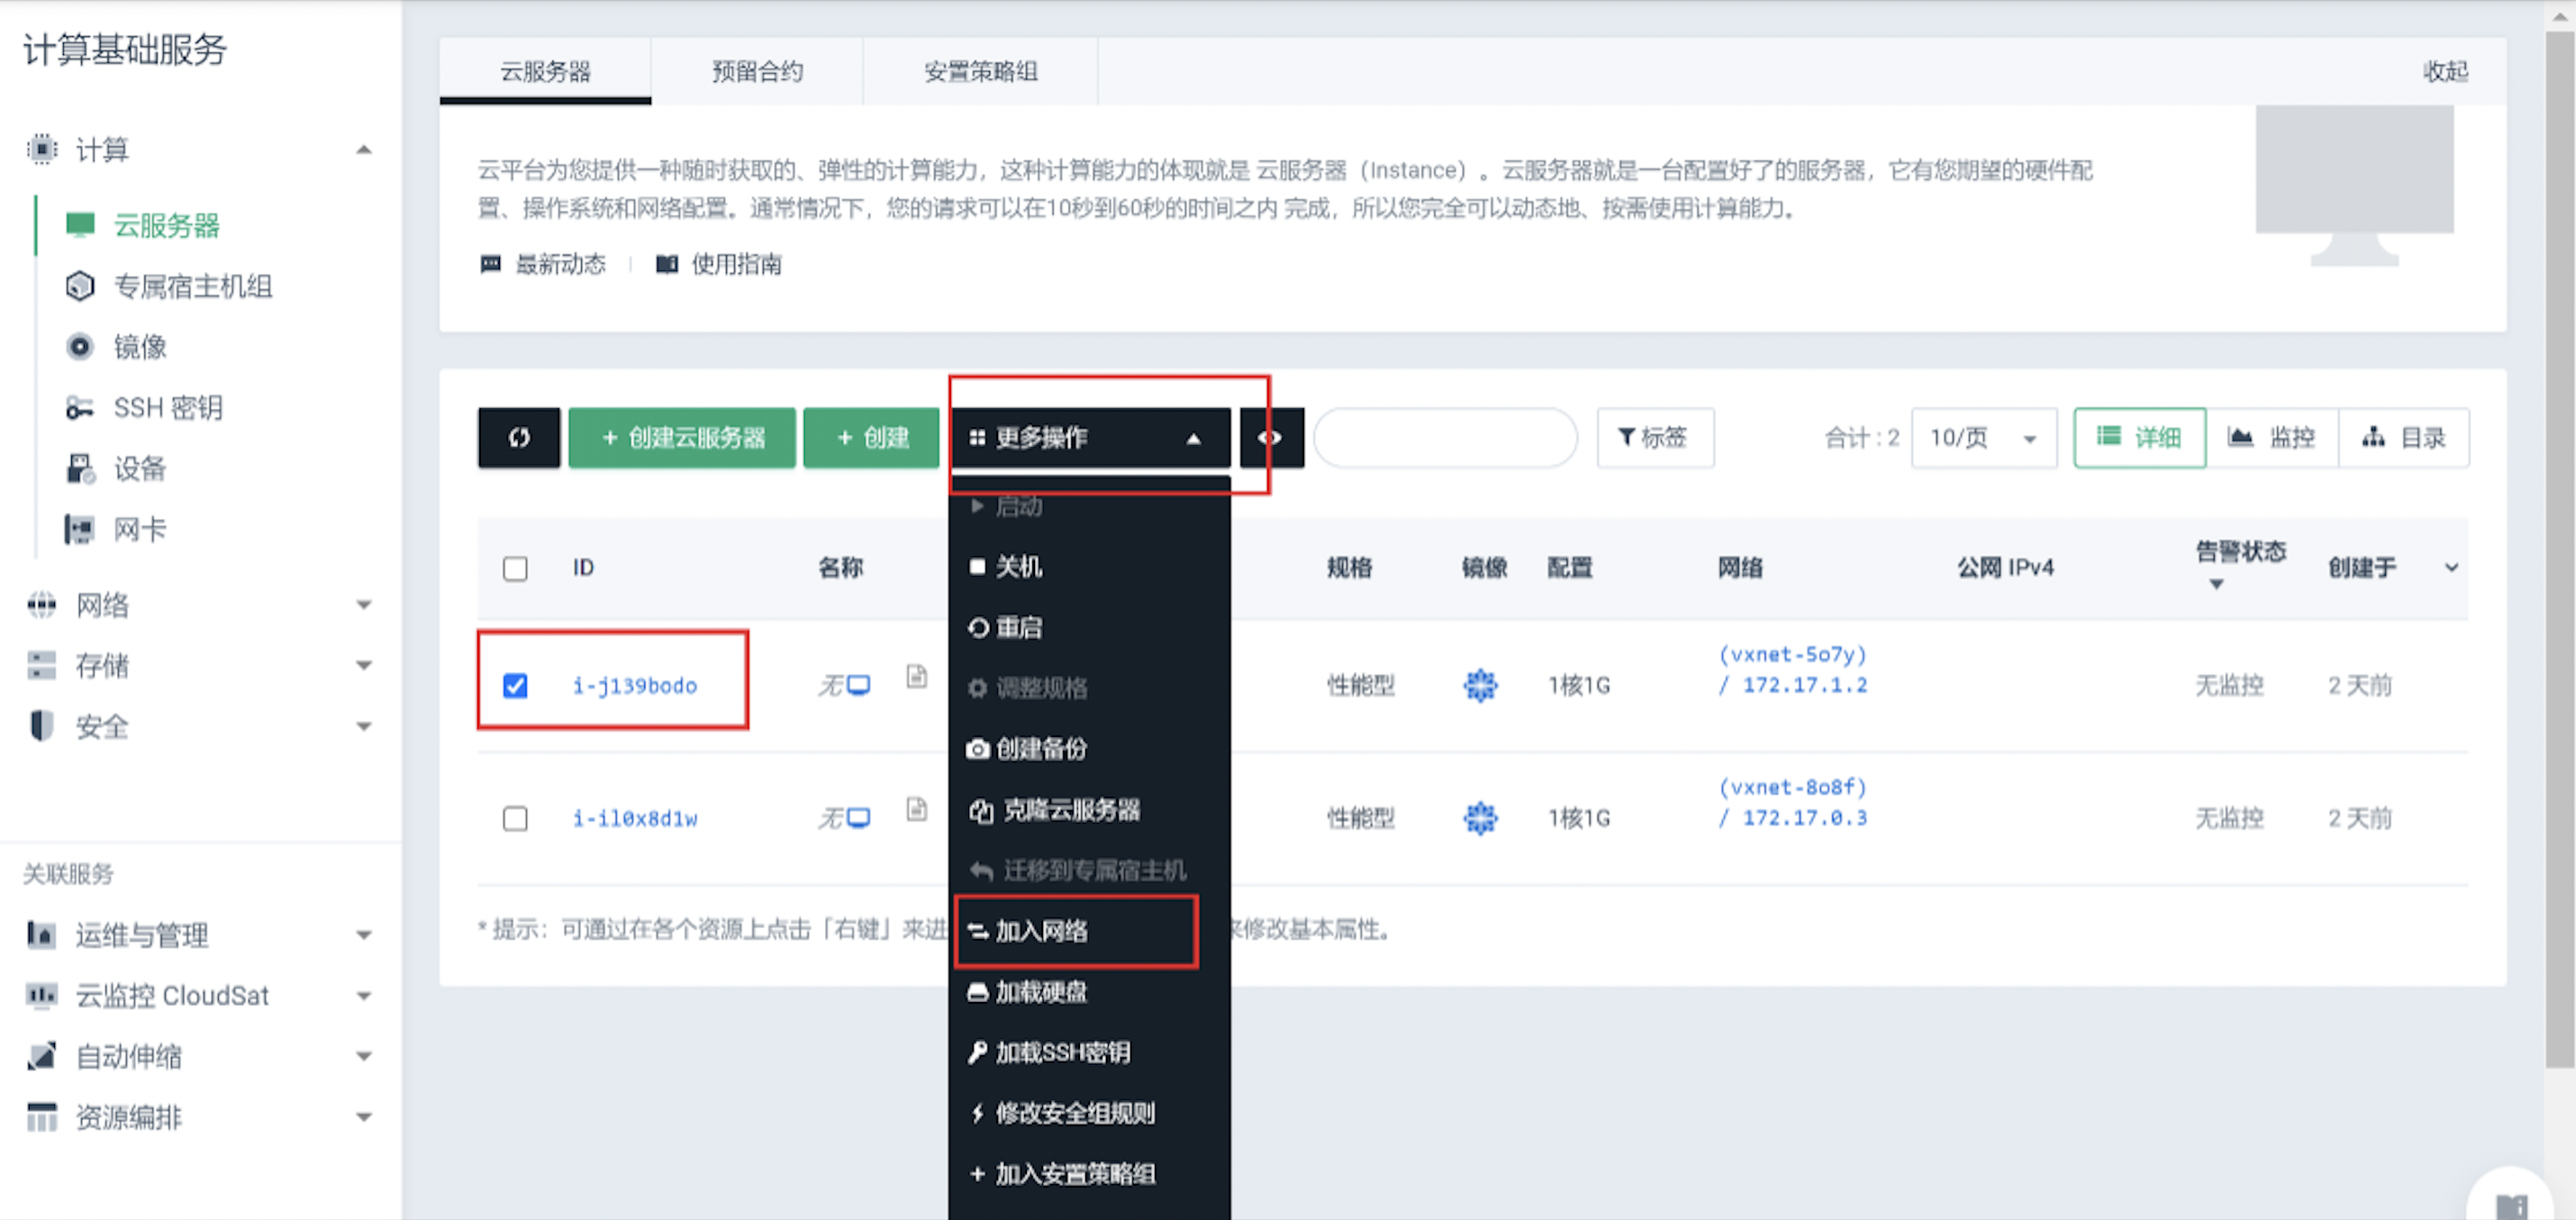 计算基础服务
计算
云服务器
专属宿主机组
镜像
SSH 密钥
设备
网卡
网络
存储
安全
关联服务
运维与管理
云监控 CloudSat
自动伸缩
资源编排
云服务器
预留合约
安置策略组
收起
云平台为您提供一种随时获取的、弹性的计算能力，这种计算能力的体现就是 云服务器（Instance）。云服务器就是一台配置好了的服务器，它有您期望的硬件配
置、操作系统和网络配置。通常情况下，您的请求可以在10秒到60秒的时间之内 完成，所以您完全可以动态地、按需使用计算能力。
最新动态
使用指南
+ 创建云服务器
+ 创建
更多操作
标签
合计 : 2
10/页
详细
监控
目录
启动
关机
重启
调整规格
创建备份
克隆云服务器
迁移到专属宿主机
加入网络
加载硬盘
加载SSH密钥
修改安全组规则
+ 加入安置策略组
ID 名称 规格 镜像 配置 网络 公网 IPv4 告警状态 创建于
i-j139bodo 无 性能型 1核1G (vxnet-5o7y) 无监控 2 天前
/ 172.17.1.2
i-il0x8d1w 无 性能型 1核1G (vxnet-8o8f) 无监控 2 天前
/ 172.17.0.3
* 提示：可通过在各个资源上点击「右键」来进
来修改基本属性。